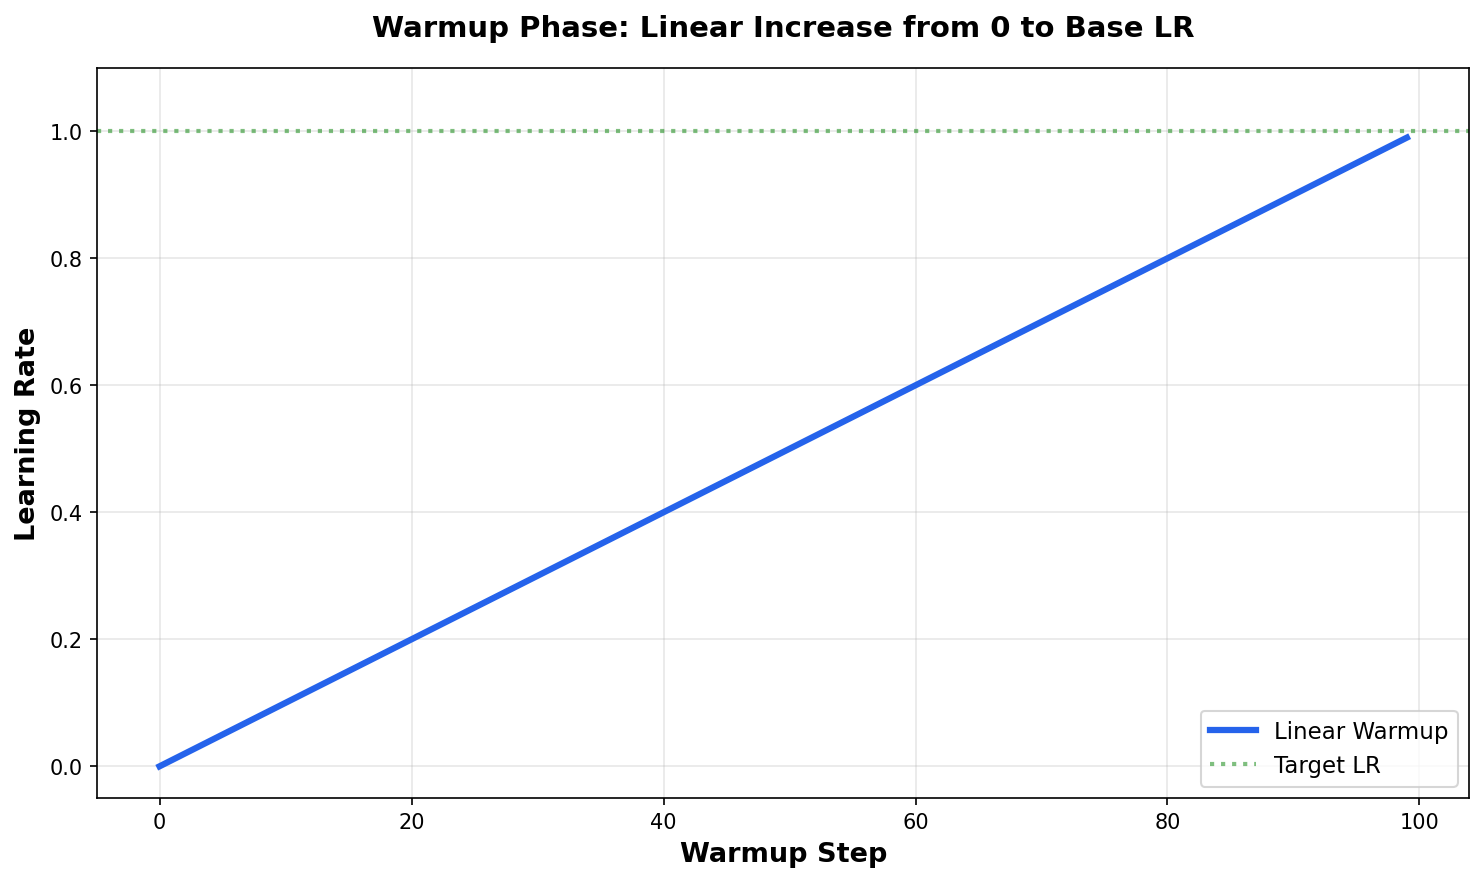 Warmup Phase: Linear Increase from 0 to Base LR
Learning Rate
1.0
0.8
0.6
0.4
0.2
0.0
0 20 40 60 80 100
Warmup Step
Linear Warmup
Target LR